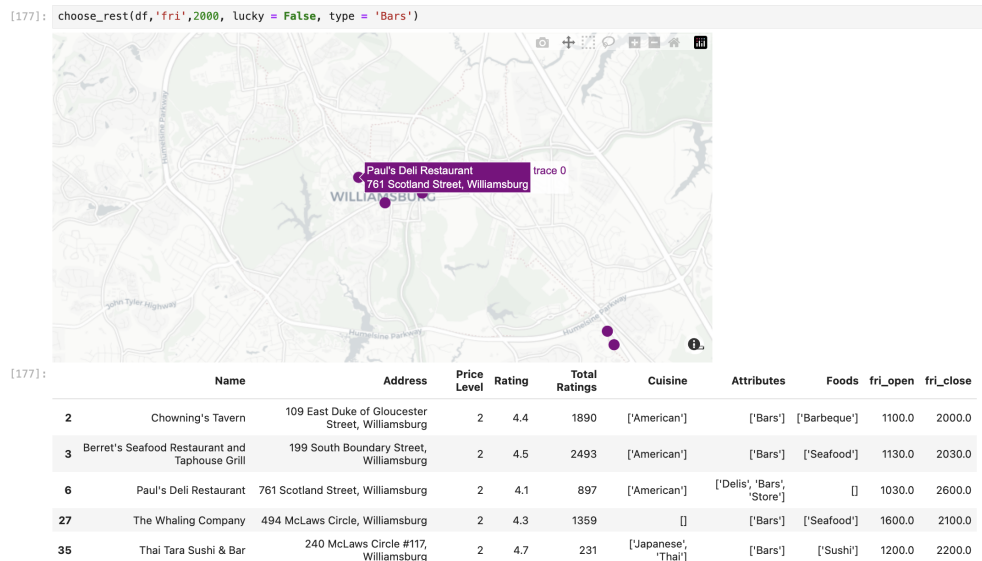 [177]: choose_rest(df,'fri',2000, lucky = False, type = 'Bars')
Humelsine Parkway
Paul's Deli Restaurant trace 0
761 Scotland Street, Williamsburg
WILLIAMSBURG
John Tyler Highway
Humelsine Parkway
Humelsine Parkway
[177]:
Name Address Price Level Rating Total Ratings Cuisine Attributes Foods fri_open fri_close
2 Chowning's Tavern 109 East Duke of Gloucester Street, Williamsburg 2 4.4 1890 ['American'] ['Bars'] ['Barbeque'] 1100.0 2000.0
3 Berret's Seafood Restaurant and Taphouse Grill 199 South Boundary Street, Williamsburg 2 4.5 2493 ['American'] ['Bars'] ['Seafood'] 1130.0 2030.0
6 Paul's Deli Restaurant 761 Scotland Street, Williamsburg 2 4.1 897 ['American'] ['Delis', 'Bars', 'Store'] [] 1030.0 2600.0
27 The Whaling Company 494 McLaws Circle, Williamsburg 2 4.3 1359 [] ['Bars'] ['Seafood'] 1600.0 2100.0
35 Thai Tara Sushi & Bar 240 McLaws Circle #117, Williamsburg 2 4.7 231 ['Japanese', 'Thai'] ['Bars'] ['Sushi'] 1200.0 2200.0